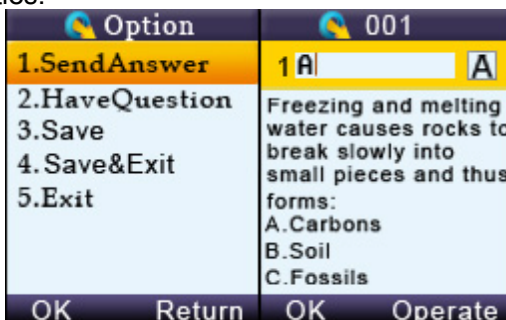 Option
1.SendAnswer
2.HaveQuestion
3.Save
4.Save&Exit
5.Exit
OK Return
001
1 A A
Freezing and melting
water causes rocks to
break slowly into
small pieces and thus
forms:
A.Carbons
B.Soil
C.Fossils
OK Operate